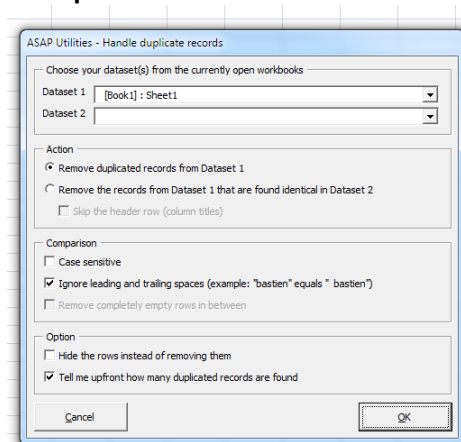 ASAP Utilities - Handle duplicate records
Choose your dataset(s) from the currently open workbooks
Dataset 1 [Book1] : Sheet1
Dataset 2
Action
Remove duplicated records from Dataset 1
Remove the records from Dataset 1 that are found identical in Dataset 2
Skip the header row (column titles)
Comparison
Case sensitive
Ignore leading and trailing spaces (example: "bastien" equals " bastien")
Remove completely empty rows in between
Option
Hide the rows instead of removing them
Tell me upfront how many duplicated records are found
Cancel OK